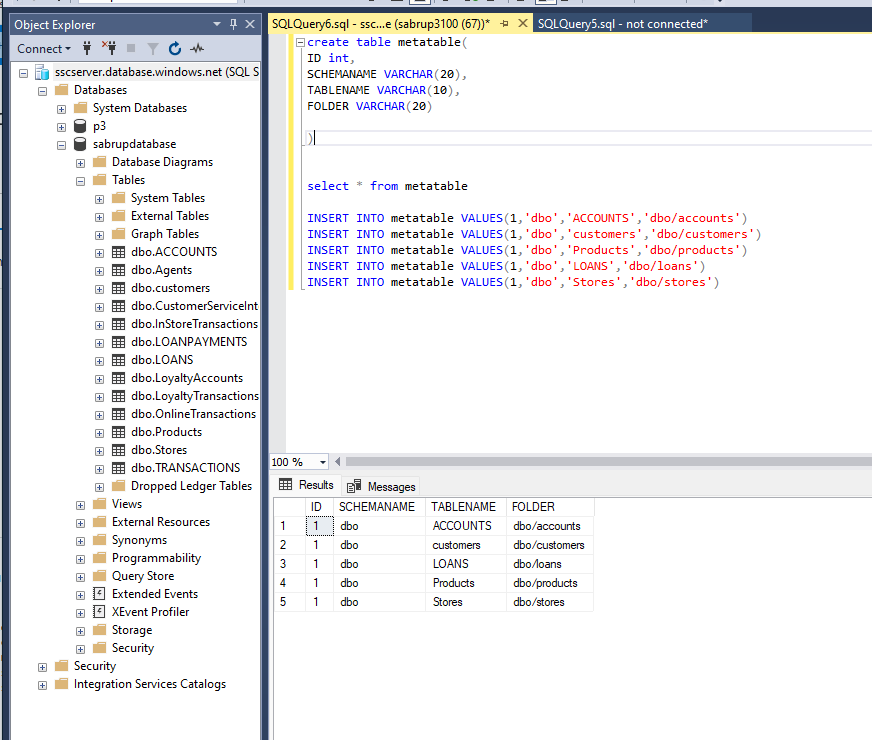 Object Explorer
Connect
sscserver.database.windows.net (SQL S
Databases
System Databases
p3
sabrupdatabase
Database Diagrams
Tables
System Tables
External Tables
Graph Tables
dbo.ACCOUNTS
dbo.Agents
dbo.customers
dbo.CustomerServiceInt
dbo.InStoreTransactions
dbo.LOANPAYMENTS
dbo.LOANS
dbo.LoyaltyAccounts
dbo.LoyaltyTransactions
dbo.OnlineTransactions
dbo.Products
dbo.Stores
dbo.TRANSACTIONS
Dropped Ledger Tables
Views
External Resources
Synonyms
Programmability
Query Store
Extended Events
XEvent Profiler
Storage
Security
Security
Integration Services Catalogs
SQLQuery6.sql - ssc...e (sabrup3100 (67))* SQLQuery5.sql - not connected*
create table metatable(
ID int,
SCHEMANAME VARCHAR(20),
TABLENAME VARCHAR(10),
FOLDER VARCHAR(20)
)
select * from metatable
INSERT INTO metatable VALUES(1,'dbo','ACCOUNTS','dbo/accounts')
INSERT INTO metatable VALUES(1,'dbo','customers','dbo/customers')
INSERT INTO metatable VALUES(1,'dbo','Products','dbo/products')
INSERT INTO metatable VALUES(1,'dbo','LOANS','dbo/loans')
INSERT INTO metatable VALUES(1,'dbo','Stores','dbo/stores')
100 %
Results Messages
ID SCHEMANAME TABLENAME FOLDER
1 1 dbo ACCOUNTS dbo/accounts
2 1 dbo customers dbo/customers
3 1 dbo LOANS dbo/loans
4 1 dbo Products dbo/products
5 1 dbo Stores dbo/stores